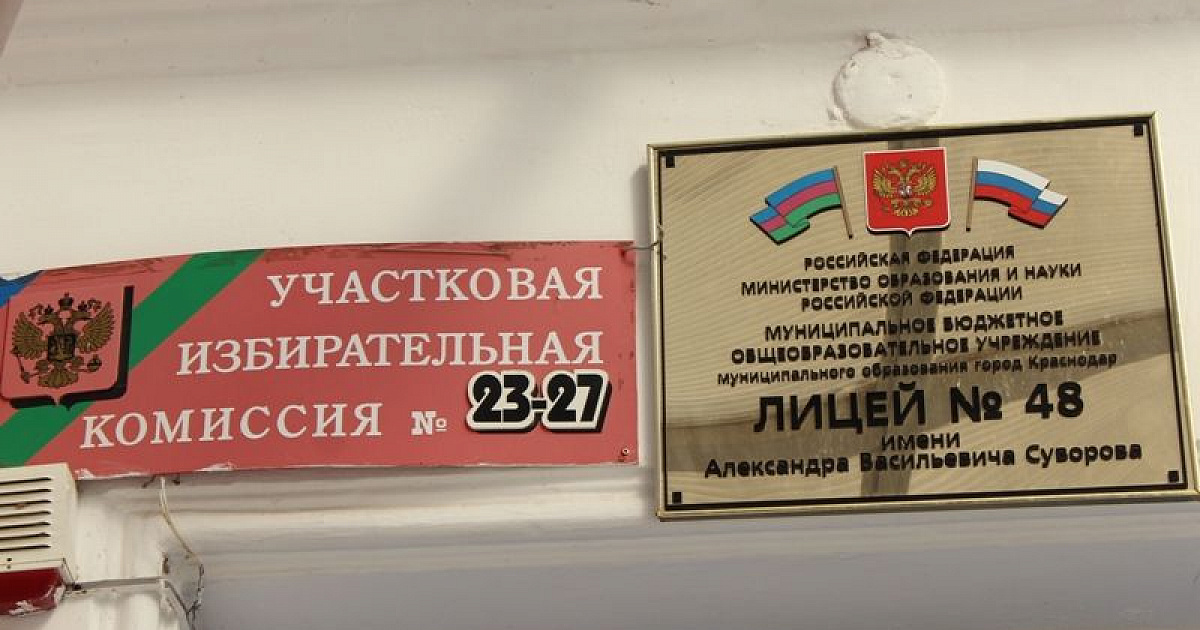 УЧАСТКОВАЯ
ИЗБИРАТЕЛЬНАЯ
КОМИССИЯ № 23-27
РОССИЙСКАЯ ФЕДЕРАЦИЯ
МИНИСТЕРСТВО ОБРАЗОВАНИЯ И НАУКИ
РОССИЙСКОЙ ФЕДЕРАЦИИ
МУНИЦИПАЛЬНОЕ БЮДЖЕТНОЕ
ОБЩЕОБРАЗОВАТЕЛЬНОЕ УЧРЕЖДЕНИЕ
муниципального образования город Краснодар
ЛИЦЕЙ № 48
имени
Александра Васильевича Суворова